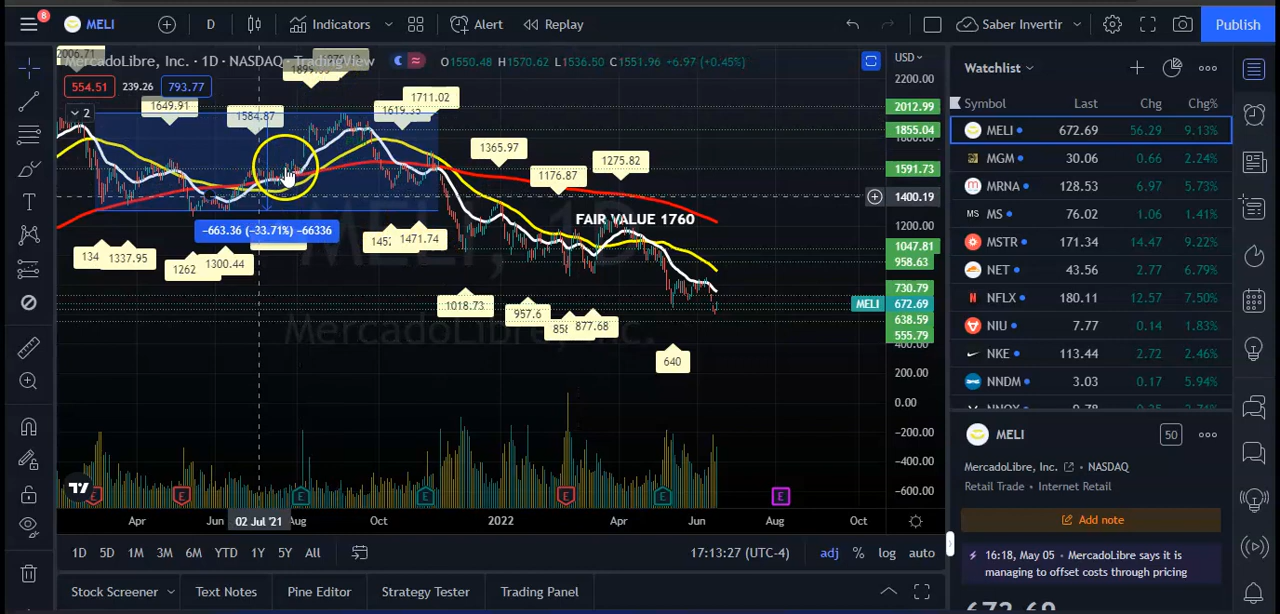 8
MELI
D
Indicators
Alert
Replay
Saber Invertir
Publish
MercadoLibre, Inc. · 1D · NASDAQ · TradingView
O1550.48 H1570.62 L1536.50 C1551.96 +6.97 (+0.45%)
USD
554.51
239.26
793.77
2
2006.71
1649.91
1584.87
1711.02
1365.97
1176.87
1275.82
FAIR VALUE 1760
−663.36 (−33.71%) −66336
1337.95
1300.44
1471.74
1018.73
957.6
877.68
640
MELI, 1D
MercadoLibre, Inc.
2200.00
2012.99
1855.04
1591.73
1400.19
1200.00
1047.81
958.63
730.79
MELI
672.69
638.59
555.79
200.00
0.00
−200.00
−400.00
−600.00
E
E
E
E
E
E
E
Apr
Jun
02 Jul '21
Aug
Oct
2022
Apr
Jun
Aug
Oct
1D
5D
1M
3M
6M
YTD
1Y
5Y
All
17:13:27 (UTC-4)
adj
%
log
auto
Stock Screener
Text Notes
Pine Editor
Strategy Tester
Trading Panel
Watchlist
Symbol Last Chg Chg%
MELI 672.69 56.29 9.13%
MGM 30.06 0.66 2.24%
MRNA 128.53 6.97 5.73%
MS 76.02 1.06 1.41%
MSTR 171.34 14.47 9.22%
NET 43.56 2.77 6.79%
NFLX 180.11 12.57 7.50%
NIU 7.77 0.14 1.83%
NKE 113.44 2.72 2.46%
NNDM 3.03 0.17 5.94%
MELI
50
MercadoLibre, Inc. • NASDAQ
Retail Trade • Internet Retail
Add note
16:18, May 05 • MercadoLibre says it is
managing to offset costs through pricing